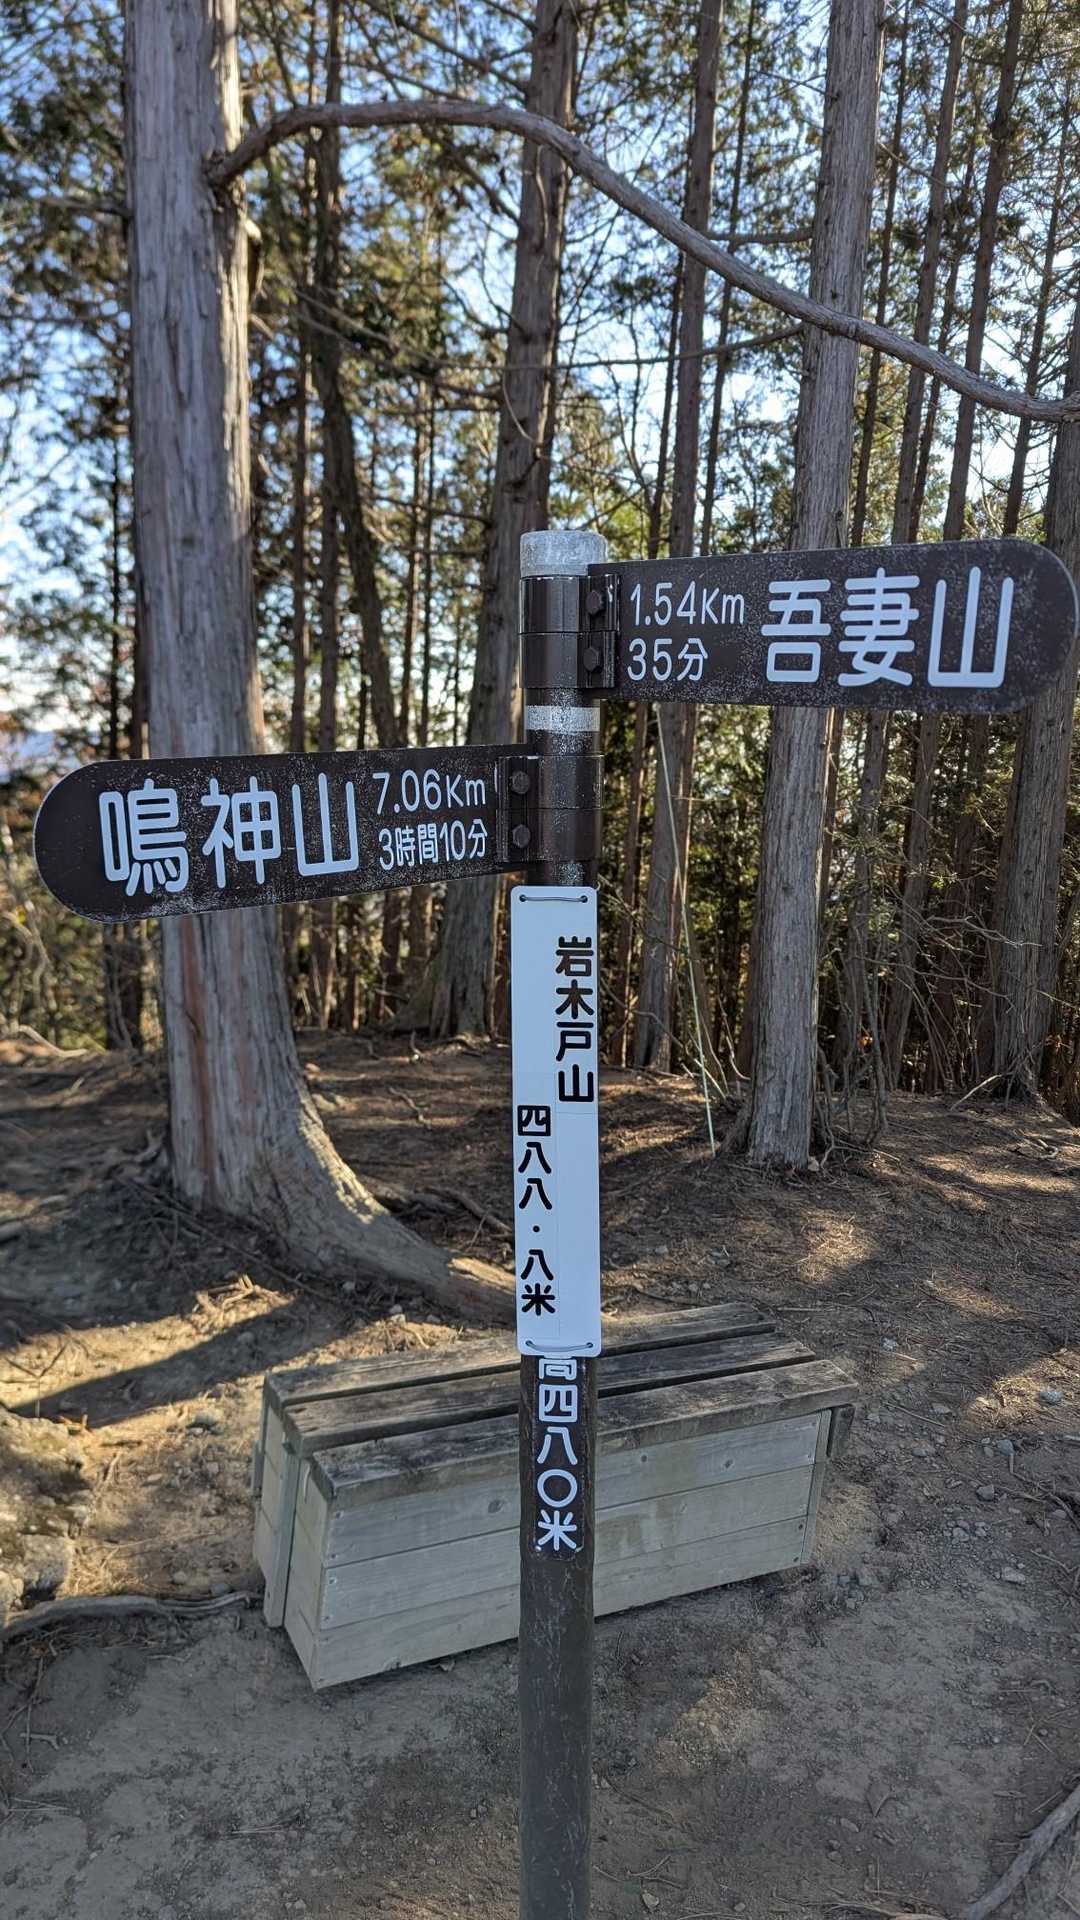 1.54Km
35分
吾妻山
鳴神山
7.06Km
3時間10分
岩木戸山
四八八・八米
高四八〇米